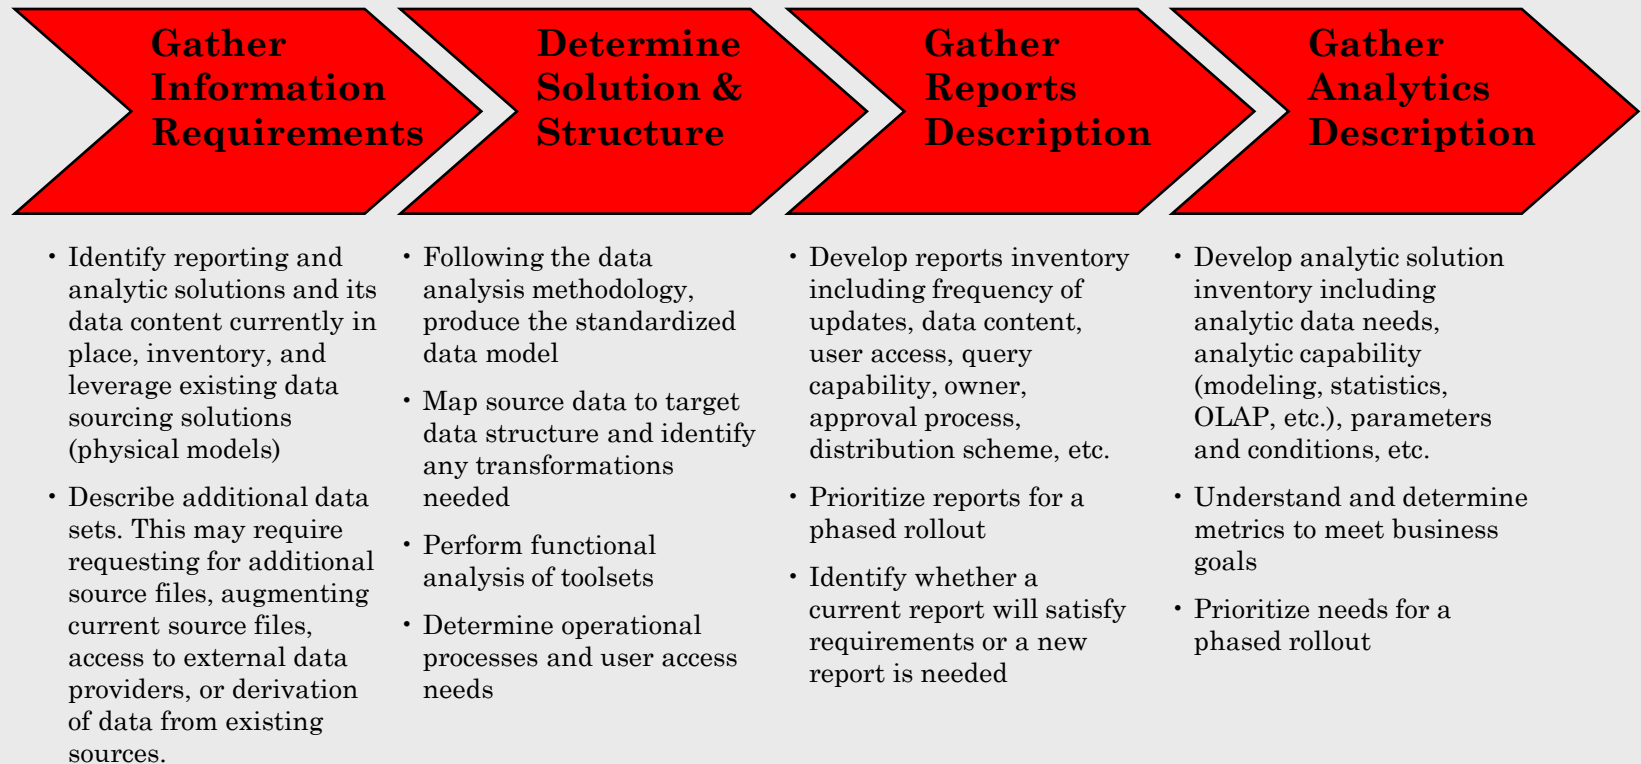 Gather
Information
Requirements
Determine
Solution &
Structure
Gather
Reports
Description
Gather
Analytics
Description
• Identify reporting and
analytic solutions and its
data content currently in
place, inventory, and
leverage existing data
sourcing solutions
(physical models)
• Describe additional data
sets. This may require
requesting for additional
source files, augmenting
current source files,
access to external data
providers, or derivation
of data from existing
sources.
• Following the data
analysis methodology,
produce the standardized
data model
• Map source data to target
data structure and identify
any transformations
needed
• Perform functional
analysis of toolsets
• Determine operational
processes and user access
needs
• Develop reports inventory
including frequency of
updates, data content,
user access, query
capability, owner,
approval process,
distribution scheme, etc.
• Prioritize reports for a
phased rollout
• Identify whether a
current report will satisfy
requirements or a new
report is needed
• Develop analytic solution
inventory including
analytic data needs,
analytic capability
(modeling, statistics,
OLAP, etc.), parameters
and conditions, etc.
• Understand and determine
metrics to meet business
goals
• Prioritize needs for a
phased rollout